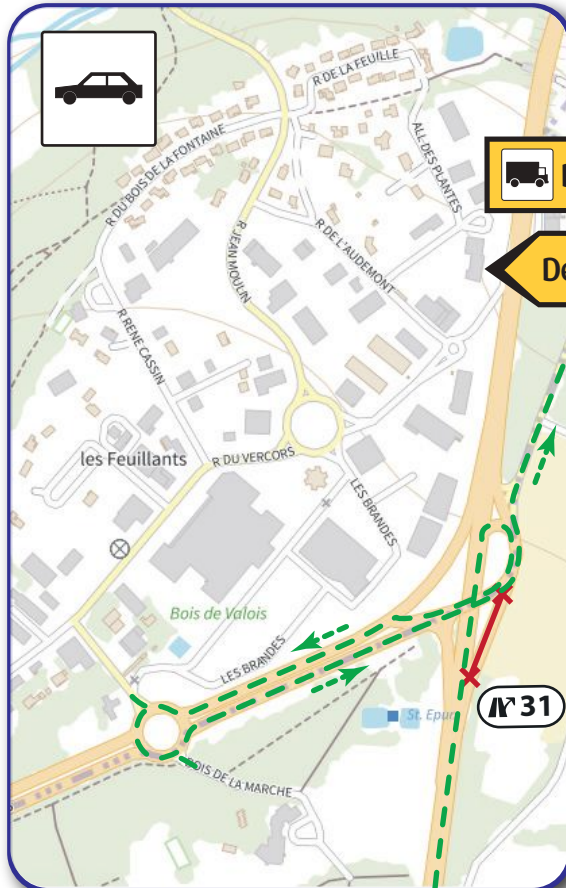 R DE LA FEUILLE
R DU BOIS DE LA FONTAINE
ALL DES PLANTES
R JEAN MOULIN
R DE L'AUDEMONT
R RENE CASSIN
les Feuillants
R DU VERCORS
LES BRANDES
Bois de Valois
LES BRANDES
31
St. Epur
BOIS DE LA MARCHE